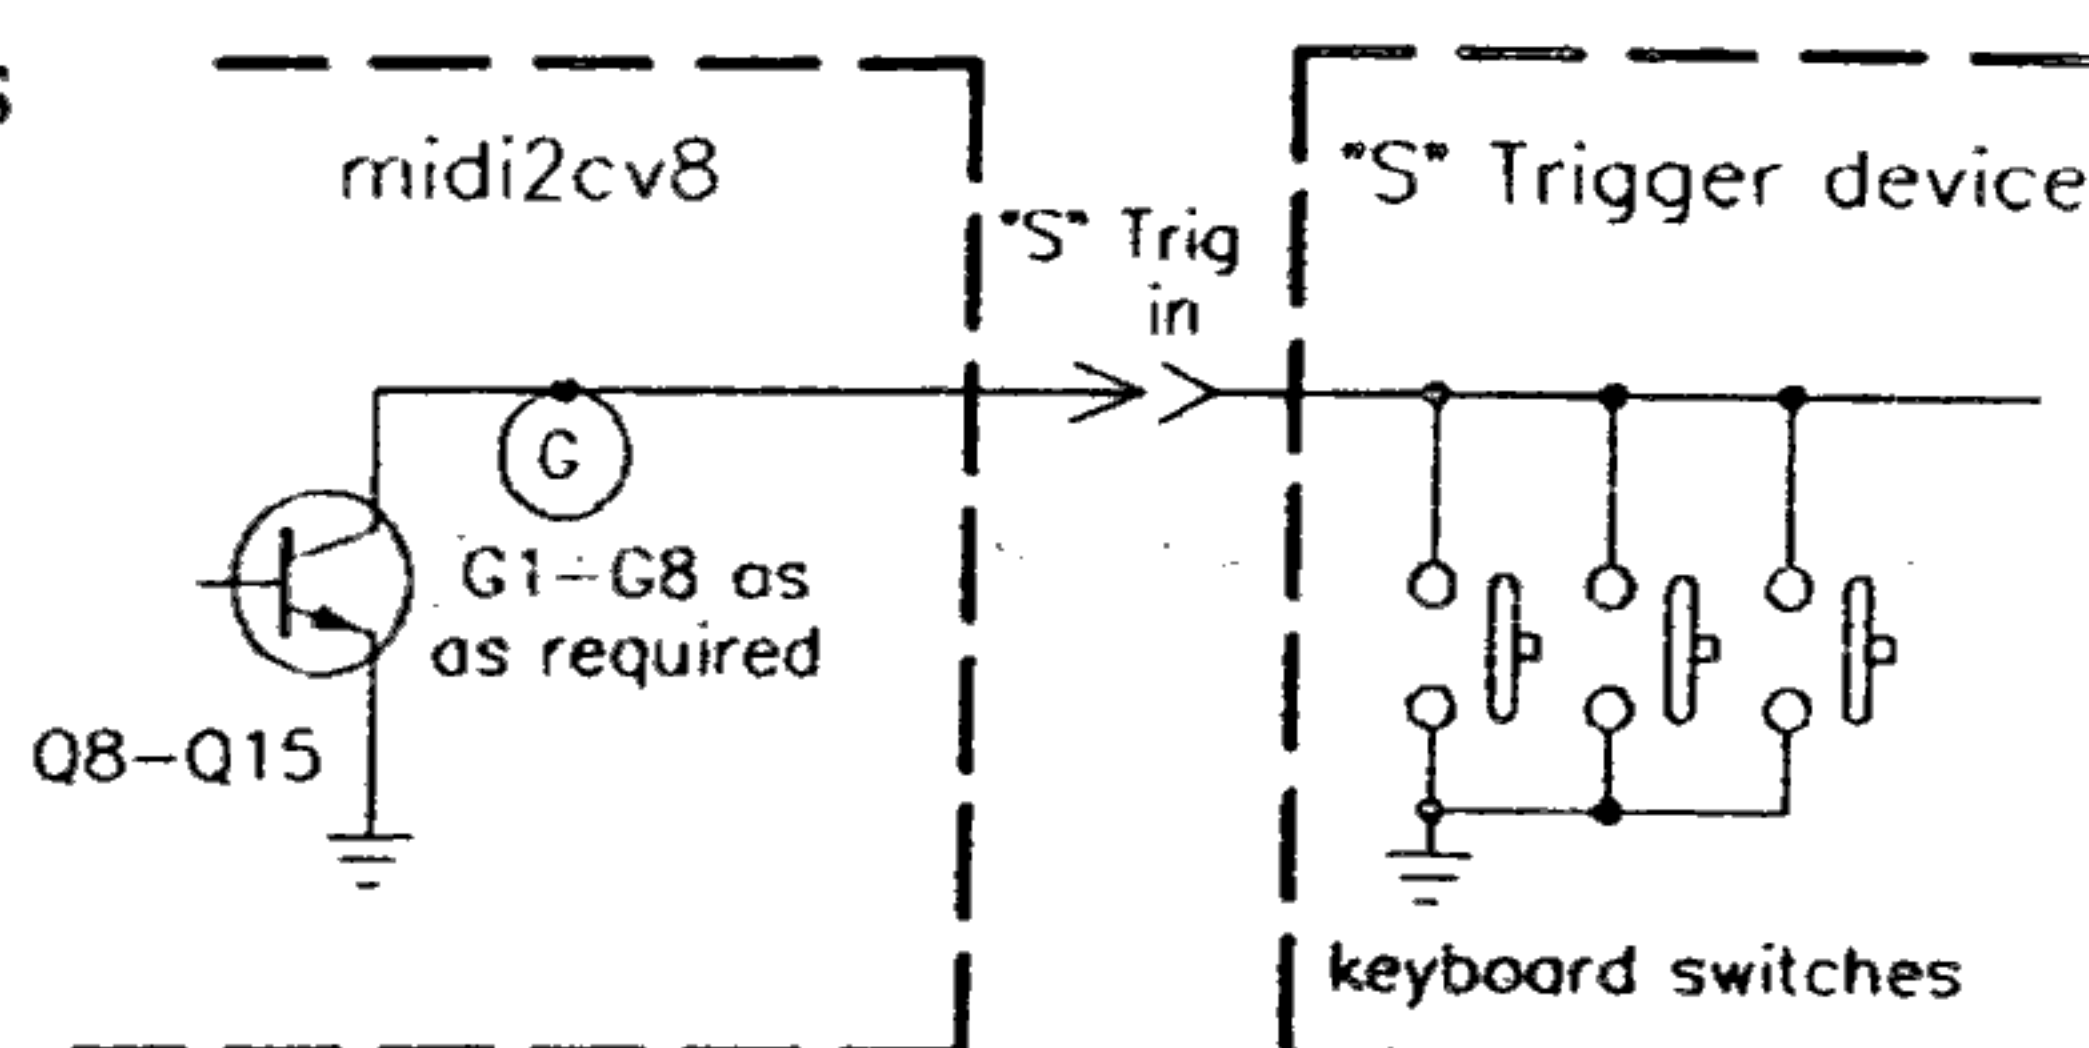 midi2cv8
"S" Trig
in
"S" Trigger device
G
G1-G8 as
as required
Q8-Q15
keyboard switches